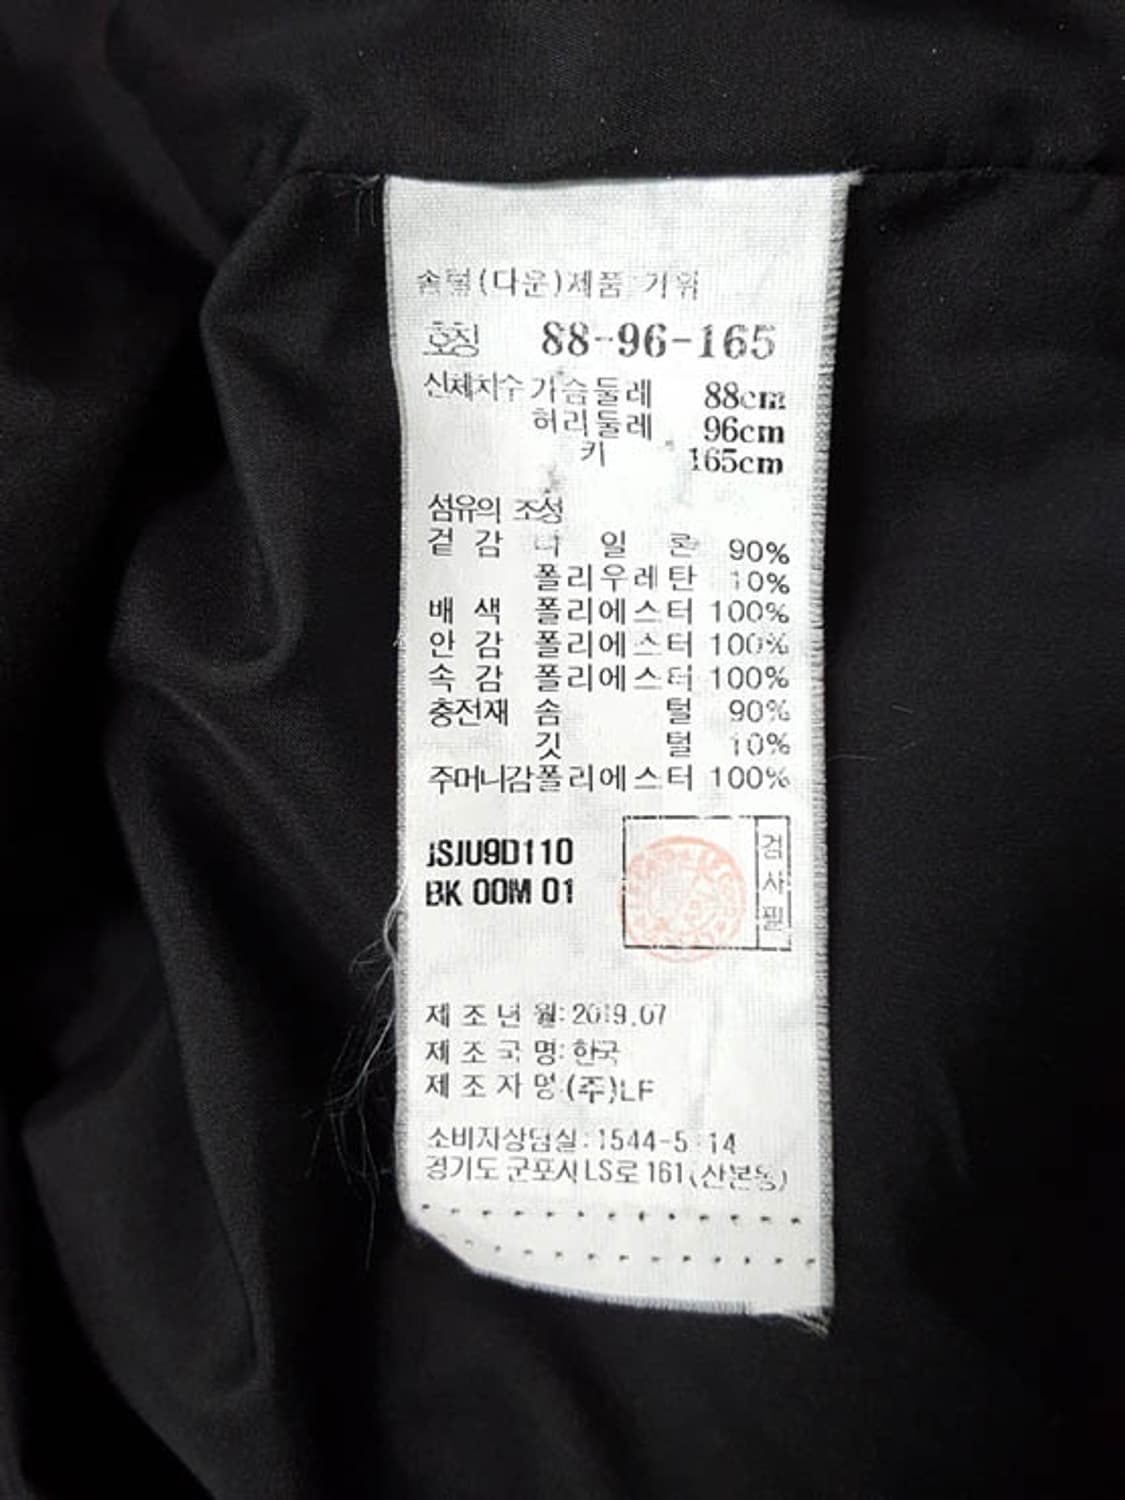 솜털(다운)제품:거위
호칭 88-96-165
신체치수 가슴둘레 88cm
허리둘레 96cm
키 165cm
섬유의 조성
겉 감 나 일 론 90%
폴리우레탄 10%
배 색 폴리에스터 100%
안 감 폴리에스터 100%
속 감 폴리에스터 100%
충전재 솜 털 90%
깃 털 10%
주머니감 폴리에스터 100%
JSJU9D110
BK 00M 01
검사필
제 조 년 월: 2019.07
제 조 국 명: 한국
제 조 자 명:(주)LF
소비자상담실:1544-5 14
경기도 군포시 LS로 161(산본동)